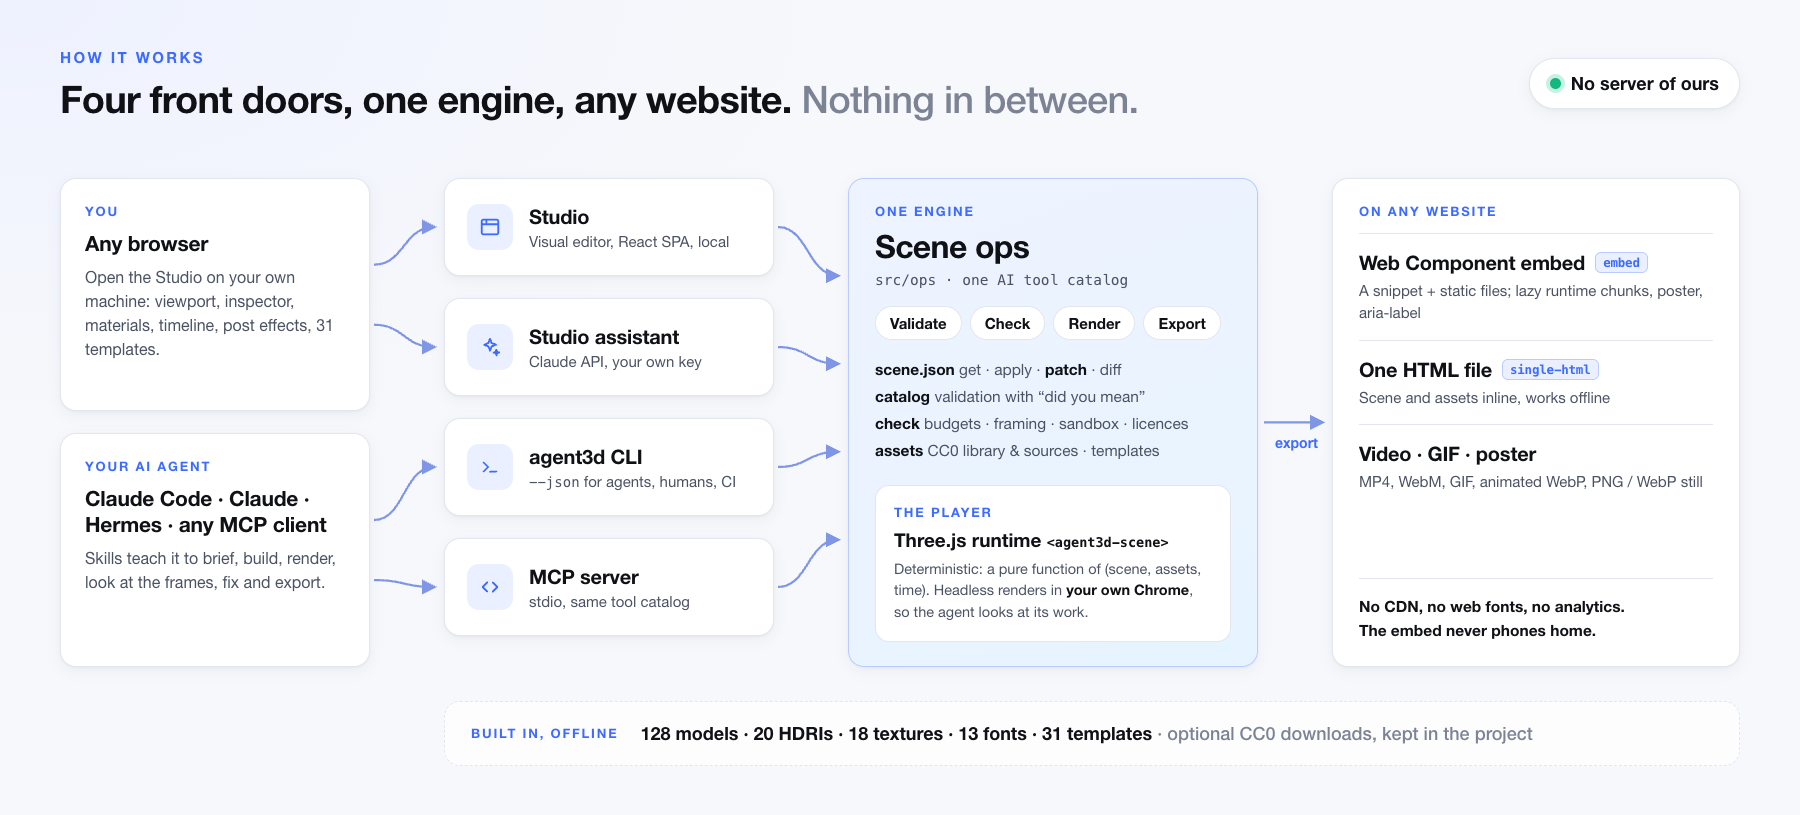 HOW IT WORKS
Four front doors, one engine, any website. Nothing in between.
No server of ours
YOU
Any browser
Open the Studio on your own
machine: viewport, inspector,
materials, timeline, post effects, 31
templates.
YOUR AI AGENT
Claude Code · Claude ·
Hermes · any MCP client
Skills teach it to brief, build, render,
look at the frames, fix and export.
Studio
Visual editor, React SPA, local
Studio assistant
Claude API, your own key
agent3d CLI
--json for agents, humans, CI
MCP server
stdio, same tool catalog
ONE ENGINE
Scene ops
src/ops · one AI tool catalog
Validate Check Render Export
scene.json get · apply · patch · diff
catalog validation with “did you mean”
check budgets · framing · sandbox · licences
assets CC0 library & sources · templates
THE PLAYER
Three.js runtime <agent3d-scene>
Deterministic: a pure function of (scene, assets,
time). Headless renders in your own Chrome,
so the agent looks at its work.
export
ON ANY WEBSITE
Web Component embed embed
A snippet + static files; lazy runtime chunks, poster,
aria-label
One HTML file single-html
Scene and assets inline, works offline
Video · GIF · poster
MP4, WebM, GIF, animated WebP, PNG / WebP still
No CDN, no web fonts, no analytics.
The embed never phones home.
BUILT IN, OFFLINE 128 models · 20 HDRIs · 18 textures · 13 fonts · 31 templates · optional CC0 downloads, kept in the project